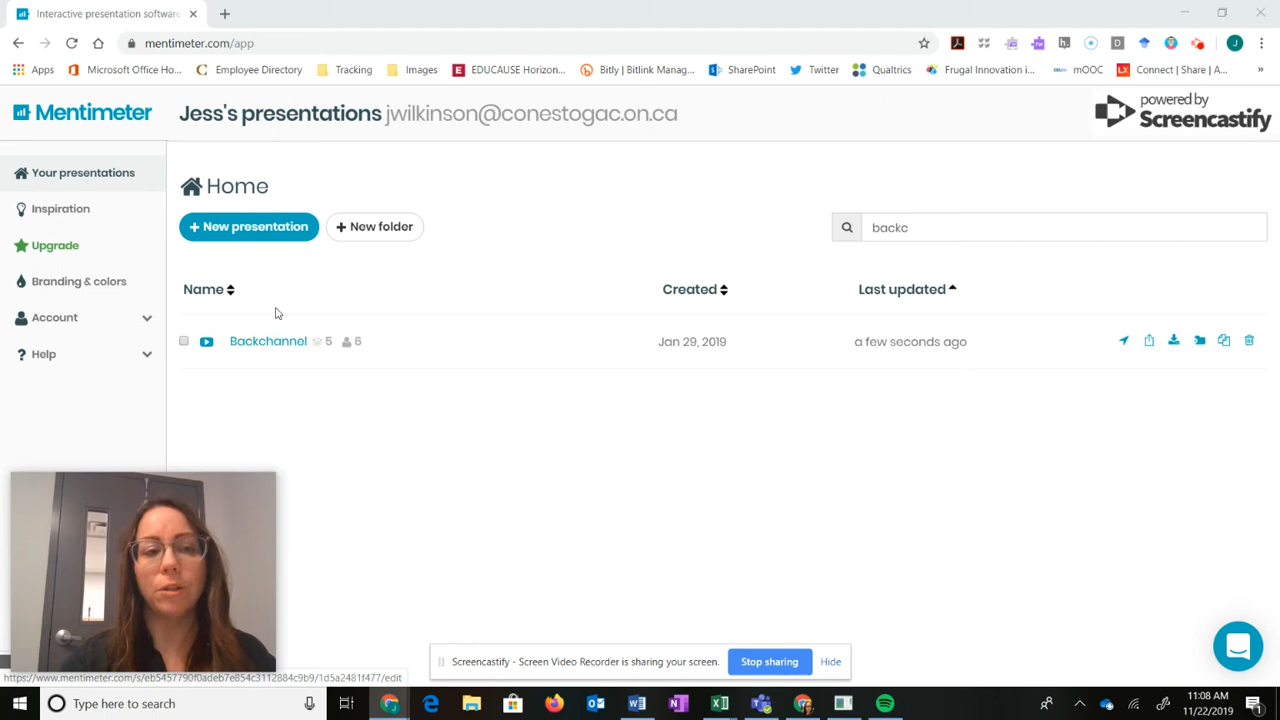 Interactive presentation software
mentimeter.com/app
Apps
Microsoft Office Ho...
Employee Directory
Tracking
Images
EDUCAUSE Horizon...
Bitly | Bitlink Manag...
SharePoint
Twitter
Qualtrics
Frugal Innovation i...
mOOC
Connect | Share | A...
»
Mentimeter
Jess's presentations jwilkinson@conestogac.on.ca
powered by
Screencastify
Your presentations
Inspiration
Upgrade
Branding & colors
Account
Help
Home
+ New presentation
+ New folder
backc
Name
Created
Last updated
Backchannel 5 6
Jan 29, 2019
a few seconds ago
Screencastify - Screen Video Recorder is sharing your screen.
Stop sharing
Hide
https://www.mentimeter.com/s/eb5457790f0adeb7e854c3112884c9b9/1d5a2481f477/edit
Type here to search
11:08 AM
11/22/2019